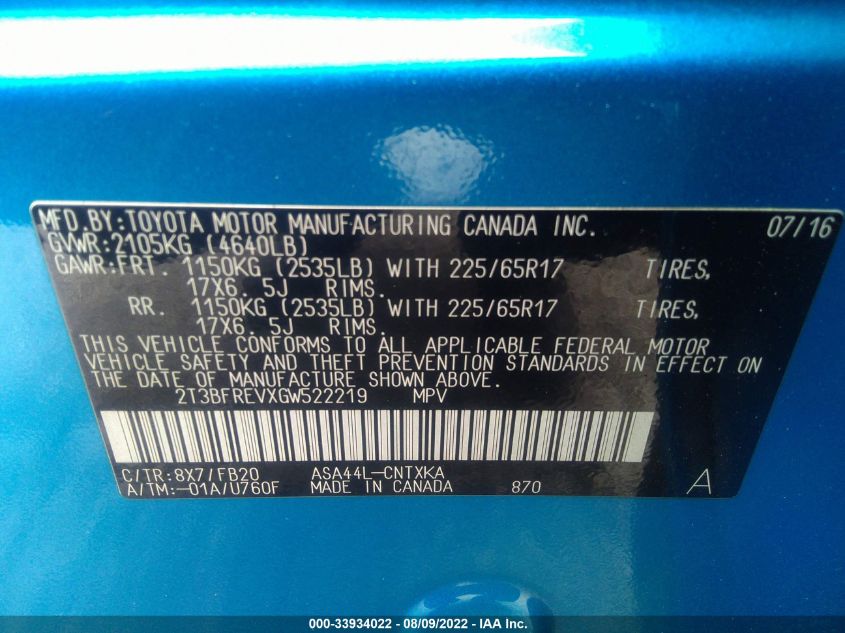 MFD.BY:TOYOTA MOTOR MANUFACTURING CANADA INC. 07/16
GVWR:2105KG (4640LB)
GAWR:FRT. 1150KG (2535LB) WITH 225/65R17 TIRES,
17X6. 5J RIMS.
RR. 1150KG (2535LB) WITH 225/65R17 TIRES,
17X6. 5J RIMS.
THIS VEHICLE CONFORMS TO ALL APPLICABLE FEDERAL MOTOR
VEHICLE SAFETY AND THEFT PREVENTION STANDARDS IN EFFECT ON
THE DATE OF MANUFACTURE SHOWN ABOVE.
2T3BFREVXGW522219 MPV
C/TR:8X7/FB20 ASA44L-CNTXKA
A/TM:-01A/U760F MADE IN CANADA 870 A
000-33934022 - 08/09/2022 - IAA Inc.